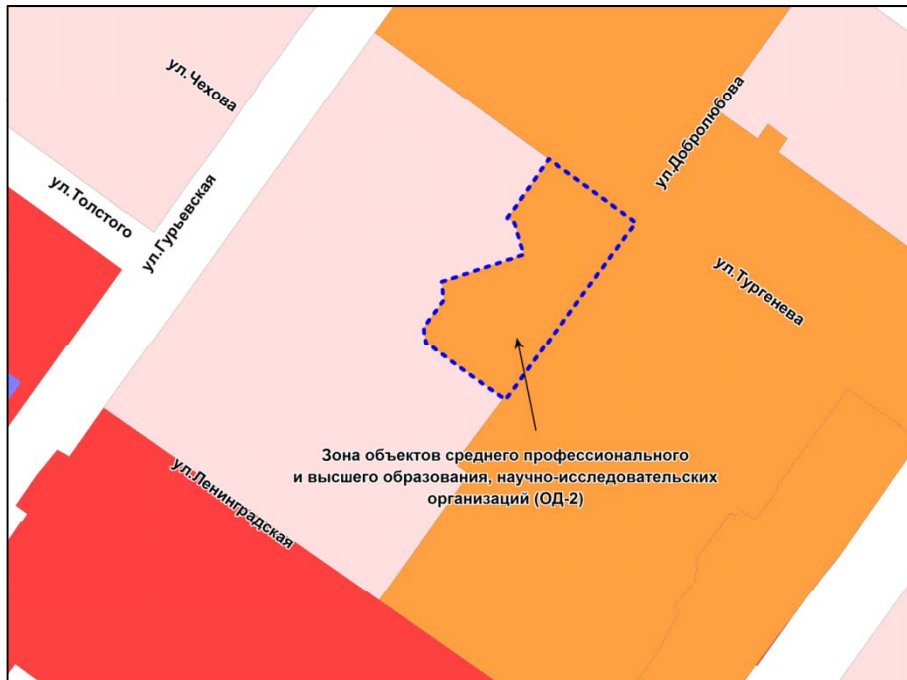 ул.Чехова
ул.Добролюбова
ул.Толстого
ул.Гурьевская
ул.Тургенева
Зона объектов среднего профессионального
и высшего образования, научно-исследовательских
организаций (ОД-2)
ул.Ленинградская